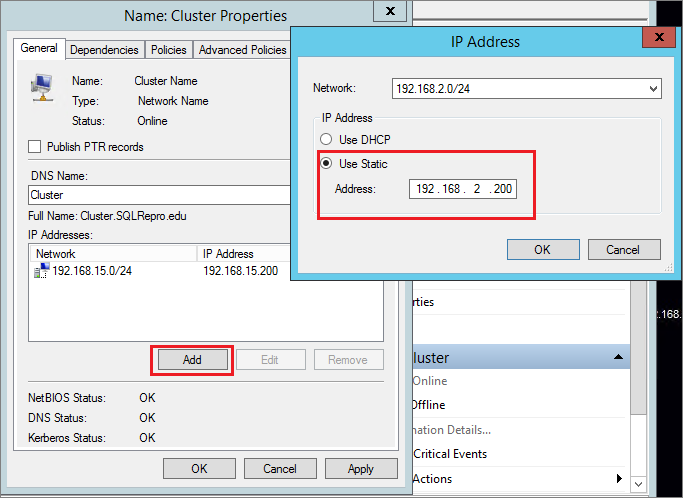 Name: Cluster Properties
X
General
Dependencies
Policies
Advanced Policies
Name: Cluster Name
Type: Network Name
Status: Online
Publish PTR records
DNS Name:
Cluster
Full Name: Cluster.SQLRepro.edu
IP Addresses:
Network IP Address
192.168.15.0/24 192.168.15.200
Add
Edit
Remove
NetBIOS Status: OK
DNS Status: OK
Kerberos Status: OK
OK
Cancel
Apply
IP Address
X
Network: 192.168.2.0/24
IP Address
Use DHCP
Use Static
Address: 192 . 168 . 2 . 200
OK
Cancel
erties
luster
Online
Offline
mation Details...
Critical Events
Actions
.168.